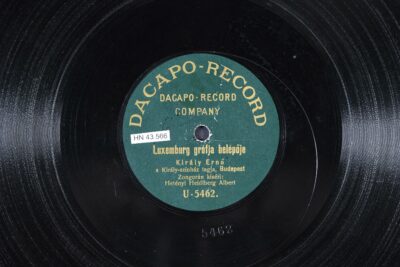 DACAPO-RECORD
DACAPO-RECORD
COMPANY
HN 43.566
Luxemburg grófja belépője
Király Ernő
a Király-színház tagja, Budapest
Zongorán kiséri:
Hetényi Heidlberg Albert
U-5462.
5462